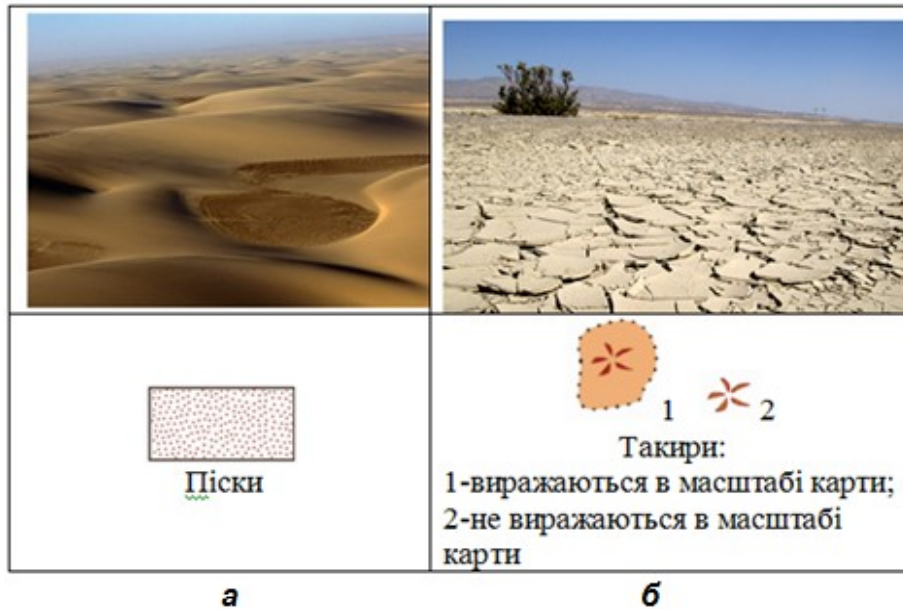 Піски
1 2
Такири:
1-виражаються в масштабі карти;
2-не виражаються в масштабі
карти
а б